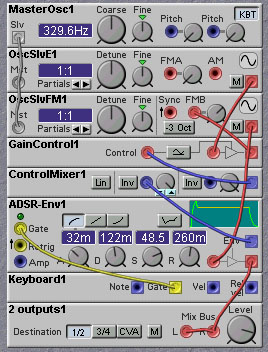 MasterOsc1 Coarse Fine KBT
Slv 329.6Hz Pitch Pitch
OscSlvE1 Detune Fine
Mst 1:1 FMA AM
Partials M
OscSlvFM1 Detune Fine Sync FMB
Mst 1:1
Partials -3 Oct M
GainControl1
Control
ControlMixer1 Lin Inv Inv
ADSR-Env1
Gate
Retrig 32m 122m 48.5 260m Env
Amp A D S R
Keyboard1
Note Gate Vel Rel vel
2 outputs1 Level
Mix Bus
Destination 1/2 3/4 CVA M L R